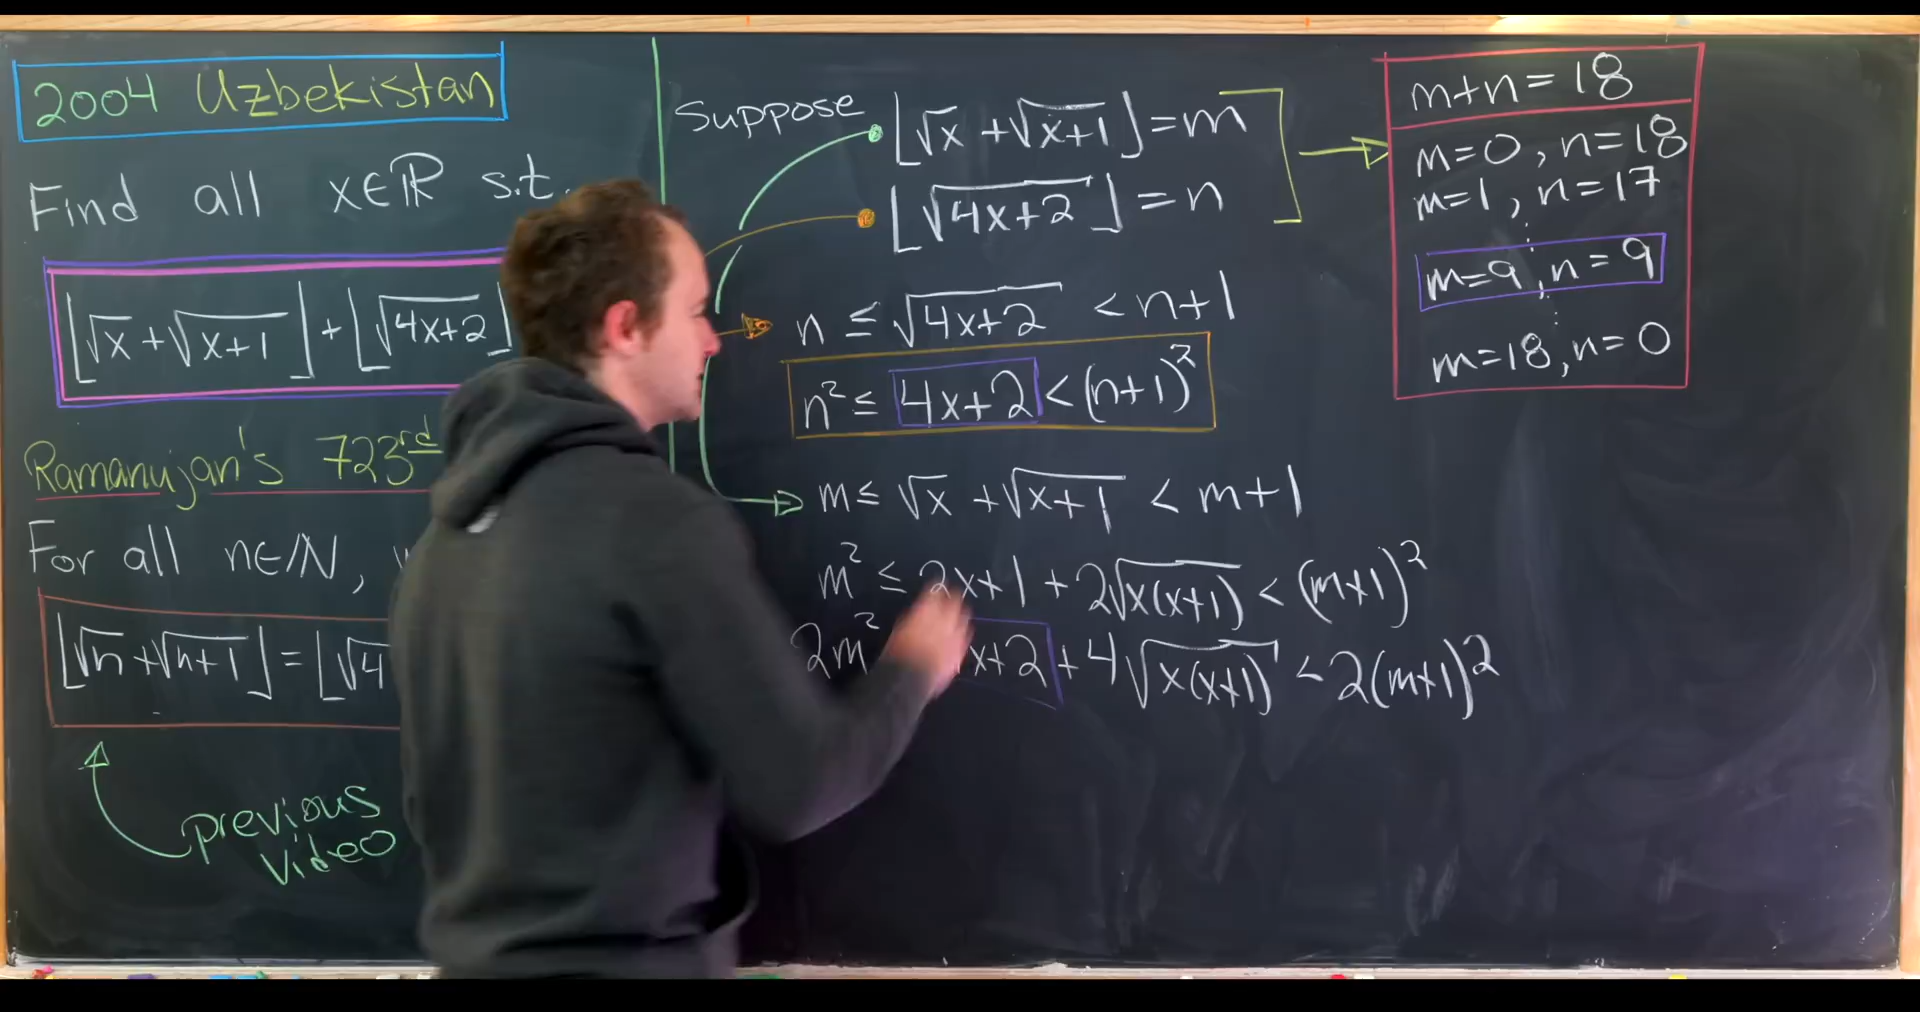 2004 Uzbekistan
Find all x∈ℝ s.t.
⌊√x + √(x+1)⌋ + ⌊√(4x+2)
Ramanujan's 723rd
For all n∈ℕ,
⌊√n + √(n+1)⌋ = ⌊√4
previous
video
Suppose ⌊√x + √(x+1)⌋ = m
⌊√(4x+2)⌋ = n
n ≤ √(4x+2) < n+1
n² ≤ 4x+2 < (n+1)²
m ≤ √x + √(x+1) < m+1
m² ≤ 2x+1 + 2√(x(x+1)) < (m+1)²
2m² x+2 + 4√(x(x+1)) < 2(m+1)²
m+n = 18
m=0, n=18
m=1, n=17
⋮
m=9, n=9
⋮
m=18, n=0